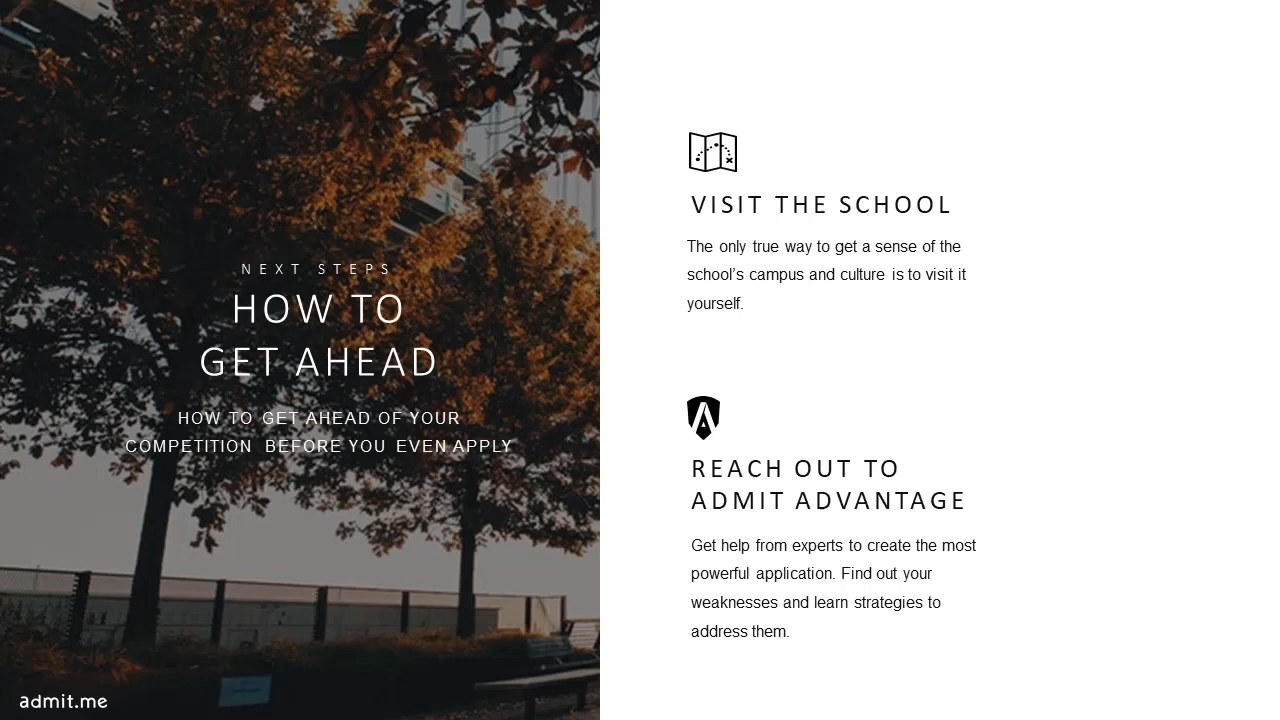 NEXT STEPS
HOW TO
GET AHEAD
HOW TO GET AHEAD OF YOUR
COMPETITION BEFORE YOU EVEN APPLY
admit.me
VISIT THE SCHOOL
The only true way to get a sense of the
school’s campus and culture is to visit it
yourself.
REACH OUT TO
ADMIT ADVANTAGE
Get help from experts to create the most
powerful application. Find out your
weaknesses and learn strategies to
address them.